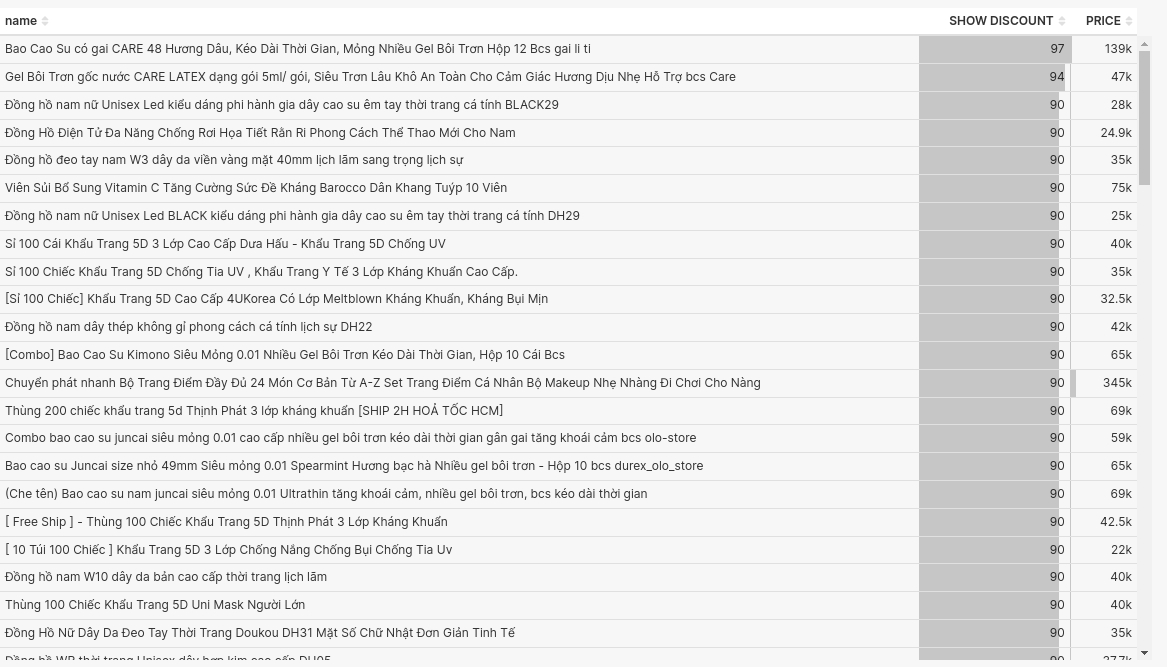 name SHOW DISCOUNT PRICE
Bao Cao Su có gai CARE 48 Hương Dâu, Kéo Dài Thời Gian, Mỏng Nhiều Gel Bôi Trơn Hộp 12 Bcs gai li ti 97 139k
Gel Bôi Trơn gốc nước CARE LATEX dạng gói 5ml/ gói, Siêu Trơn Lâu Khô An Toàn Cho Cảm Giác Hương Dịu Nhẹ Hỗ Trợ bcs Care 94 47k
Đồng hồ nam nữ Unisex Led kiểu dáng phi hành gia dây cao su êm tay thời trang cá tính BLACK29 90 28k
Đồng Hồ Điện Tử Đa Năng Chống Rơi Họa Tiết Rằn Ri Phong Cách Thể Thao Mới Cho Nam 90 24.9k
Đồng hồ đeo tay nam W3 dây da viền vàng mặt 40mm lịch lãm sang trọng lịch sự 90 35k
Viên Sủi Bổ Sung Vitamin C Tăng Cường Sức Đề Kháng Barocco Dân Khang Tuýp 10 Viên 90 75k
Đồng hồ nam nữ Unisex Led BLACK kiểu dáng phi hành gia dây cao su êm tay thời trang cá tính DH29 90 25k
Sỉ 100 Cái Khẩu Trang 5D 3 Lớp Cao Cấp Dưa Hấu - Khẩu Trang 5D Chống UV 90 40k
Sỉ 100 Chiếc Khẩu Trang 5D Chống Tia UV , Khẩu Trang Y Tế 3 Lớp Kháng Khuẩn Cao Cấp. 90 35k
[Sỉ 100 Chiếc] Khẩu Trang 5D Cao Cấp 4UKorea Có Lớp Meltblown Kháng Khuẩn, Kháng Bụi Mịn 90 32.5k
Đồng hồ nam dây thép không gỉ phong cách cá tính lịch sự DH22 90 42k
[Combo] Bao Cao Su Kimono Siêu Mỏng 0.01 Nhiều Gel Bôi Trơn Kéo Dài Thời Gian, Hộp 10 Cái Bcs 90 65k
Chuyển phát nhanh Bộ Trang Điểm Đầy Đủ 24 Món Cơ Bản Từ A-Z Set Trang Điểm Cá Nhân Bộ Makeup Nhẹ Nhàng Đi Chơi Cho Nàng 90 345k
Thùng 200 chiếc khẩu trang 5d Thịnh Phát 3 lớp kháng khuẩn [SHIP 2H HOẢ TỐC HCM] 90 69k
Combo bao cao su juncai siêu mỏng 0.01 cao cấp nhiều gel bôi trơn kéo dài thời gian gân gai tăng khoái cảm bcs olo-store 90 59k
Bao cao su Juncai size nhỏ 49mm Siêu mỏng 0.01 Spearmint Hương bạc hà Nhiều gel bôi trơn - Hộp 10 bcs durex_olo_store 90 65k
(Che tên) Bao cao su nam juncai siêu mỏng 0.01 Ultrathin tăng khoái cảm, nhiều gel bôi trơn, bcs kéo dài thời gian 90 69k
[ Free Ship ] - Thùng 100 Chiếc Khẩu Trang 5D Thịnh Phát 3 Lớp Kháng Khuẩn 90 42.5k
[ 10 Túi 100 Chiếc ] Khẩu Trang 5D 3 Lớp Chống Nắng Chống Bụi Chống Tia Uv 90 22k
Đồng hồ nam W10 dây da bản cao cấp thời trang lịch lãm 90 40k
Thùng 100 Chiếc Khẩu Trang 5D Uni Mask Người Lớn 90 40k
Đồng Hồ Nữ Dây Da Đeo Tay Thời Trang Doukou DH31 Mặt Số Chữ Nhật Đơn Giản Tinh Tế 90 35k